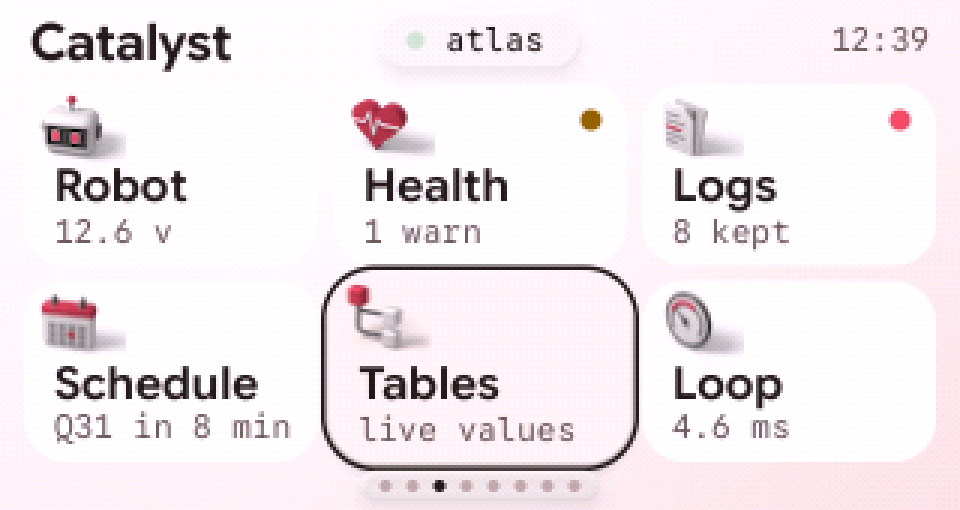 Catalyst
atlas
12:39
Robot
12.6 v
Health
1 warn
Logs
8 kept
Schedule
Q31 in 8 min
Tables
live values
Loop
4.6 ms